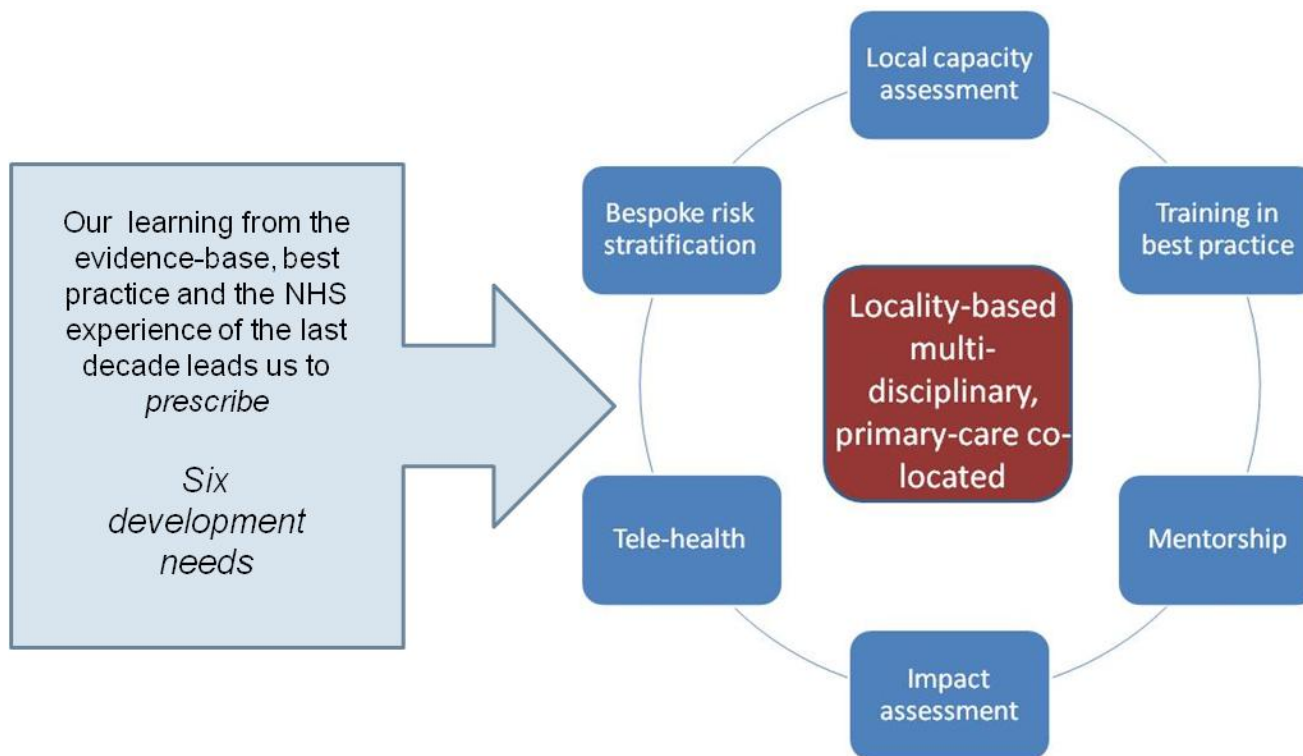 Our learning from the
evidence-base, best
practice and the NHS
experience of the last
decade leads us to
prescribe
Six
development
needs
Local capacity
assessment
Training in
best practice
Mentorship
Impact
assessment
Tele-health
Bespoke risk
stratification
Locality-based
multi-
disciplinary,
primary-care co-
located